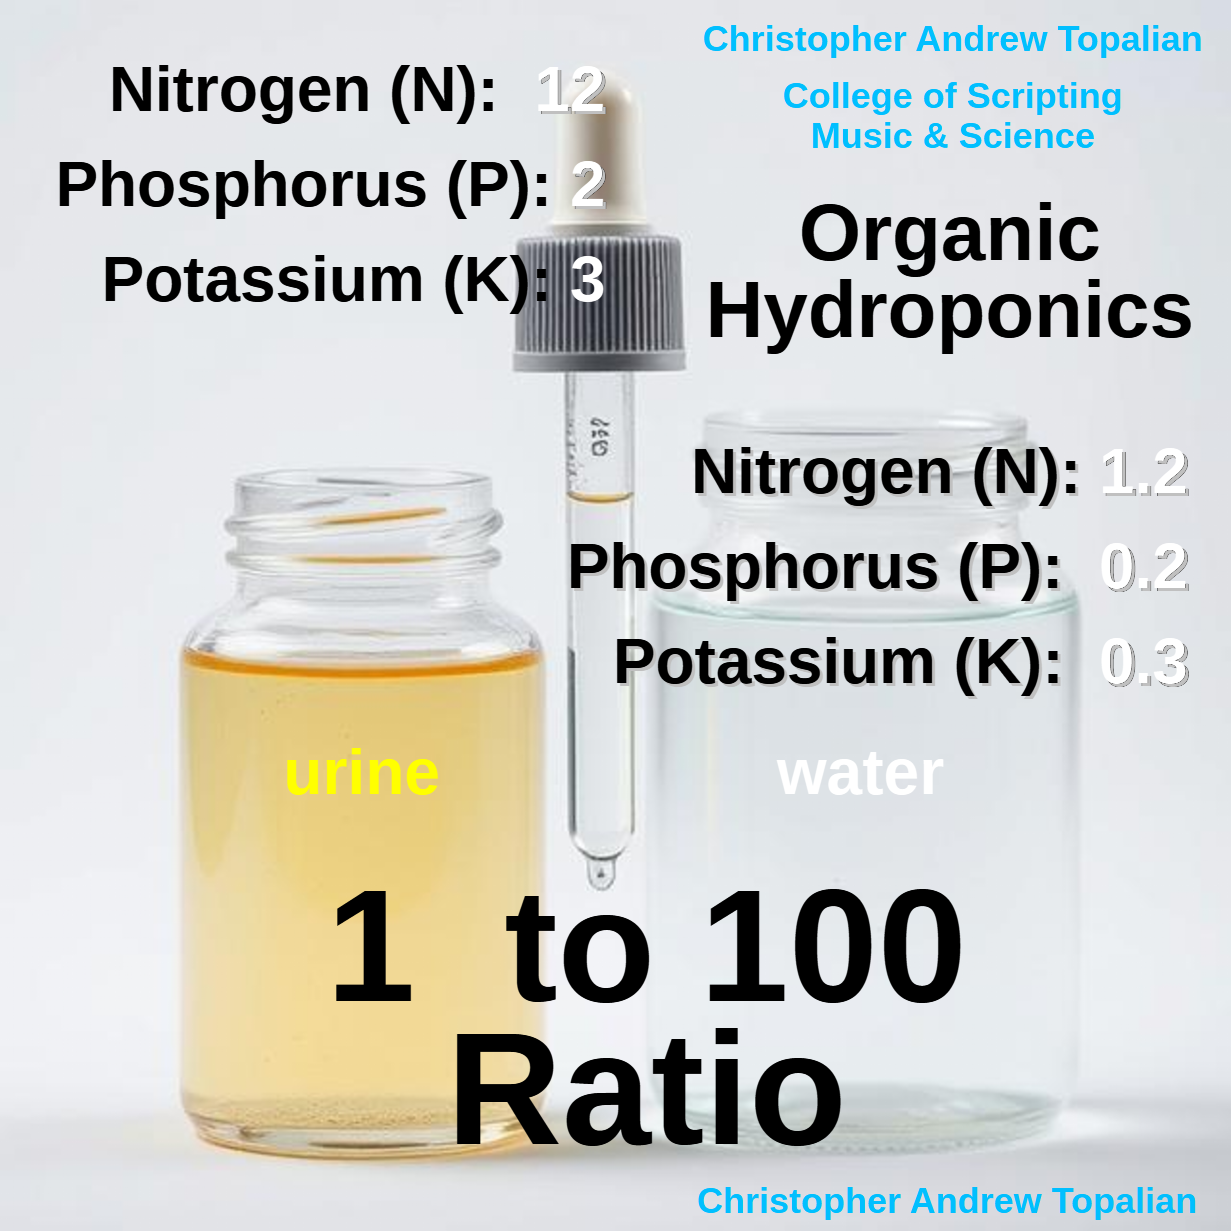 Christopher Andrew Topalian
College of Scripting
Music & Science
Nitrogen (N): 12
Phosphorus (P): 2
Potassium (K): 3
Organic
Hydroponics
Nitrogen (N): 1.2
Phosphorus (P): 0.2
Potassium (K): 0.3
urine
water
1 to 100
Ratio
Christopher Andrew Topalian